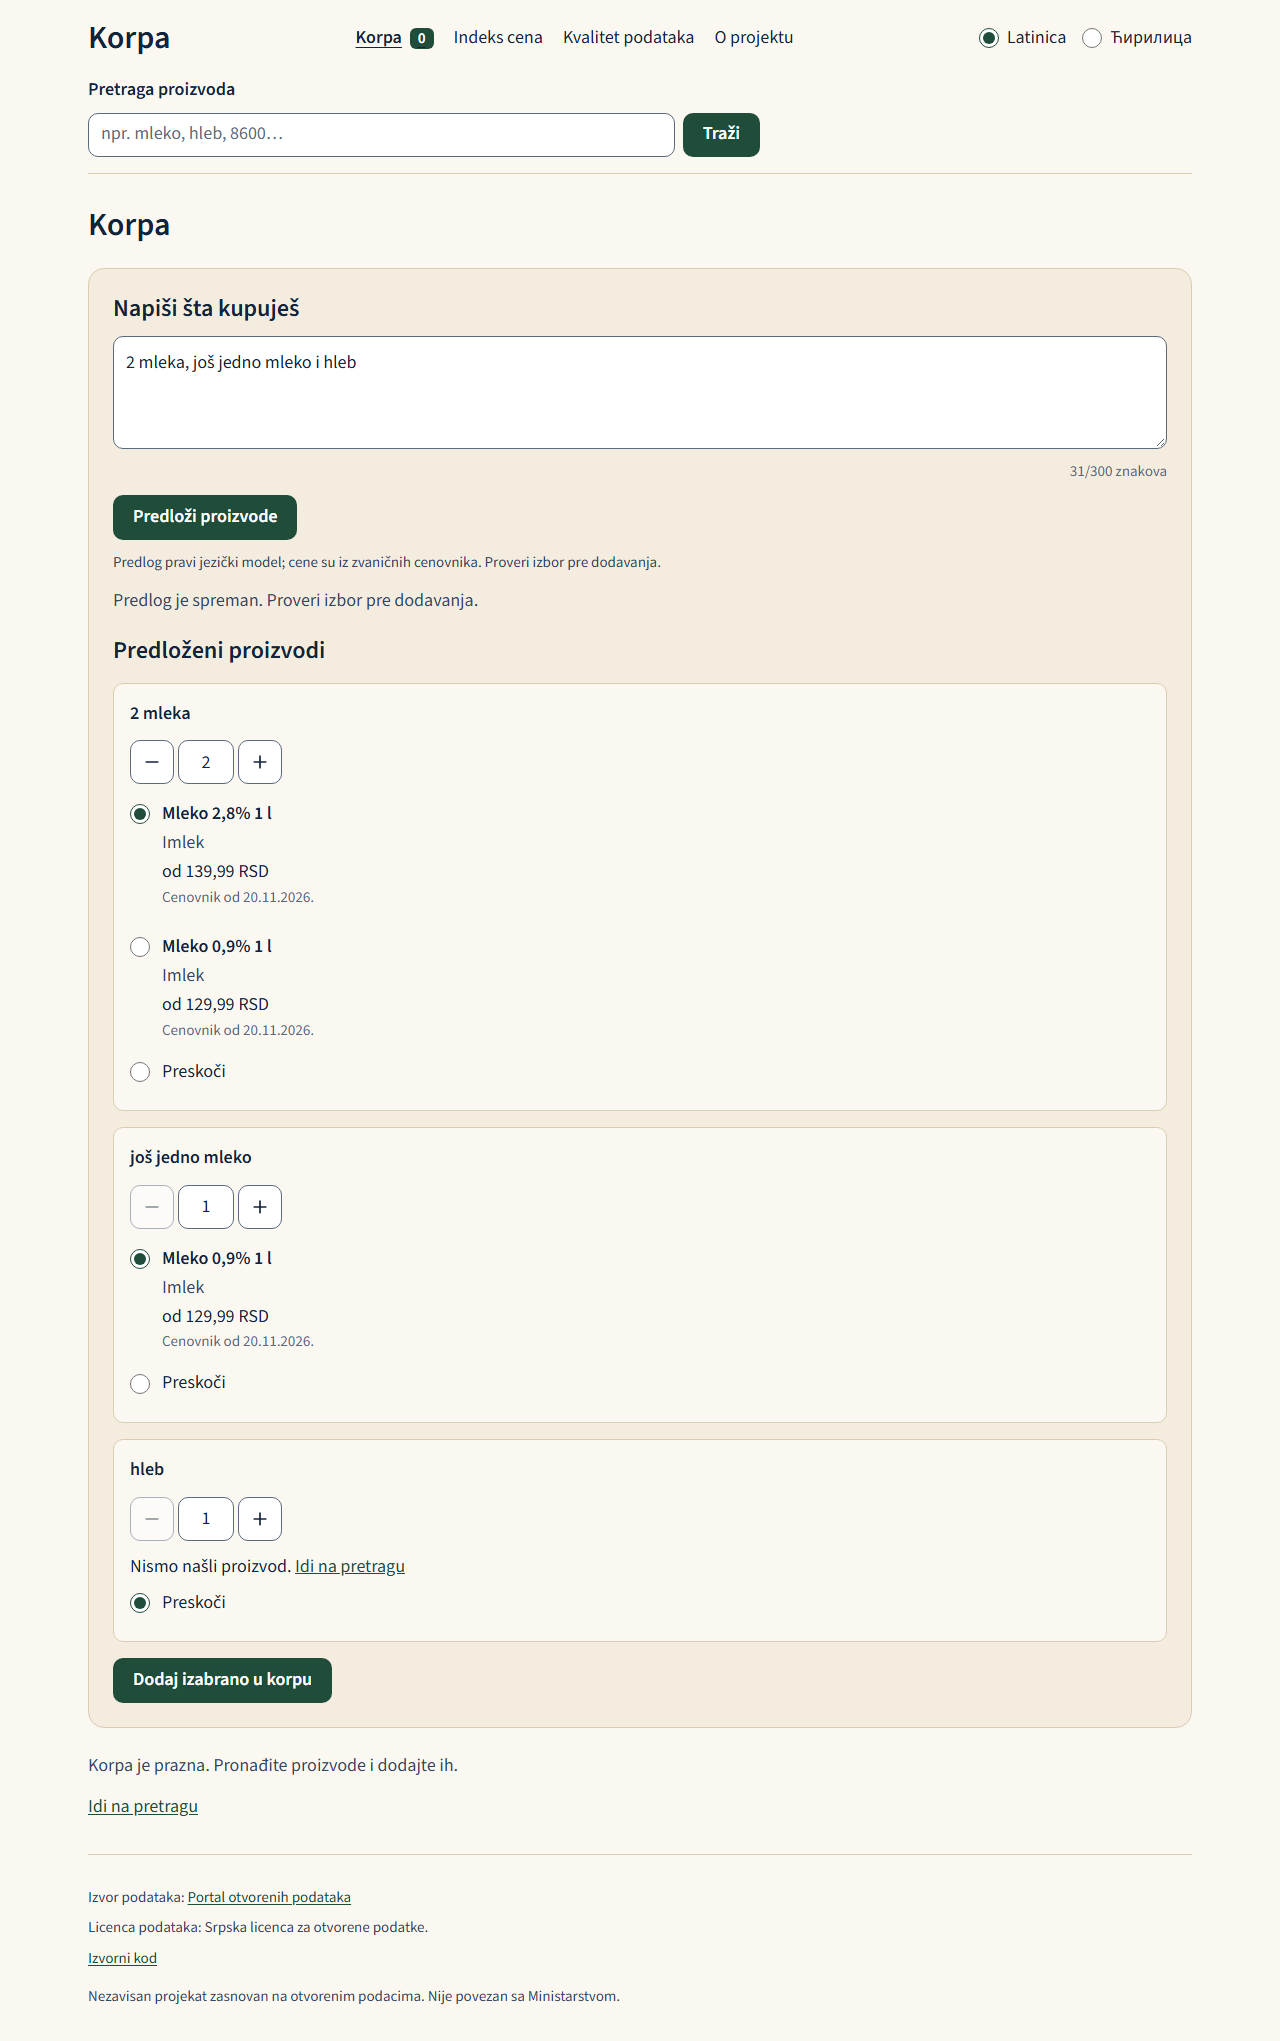 Korpa
Korpa 0 Indeks cena Kvalitet podataka O projektu
Latinica Ћирилица
Pretraga proizvoda
npr. mleko, hleb, 8600…
Traži
Korpa
Napiši šta kupuješ
2 mleka, još jedno mleko i hleb
31/300 znakova
Predloži proizvode
Predlog pravi jezički model; cene su iz zvaničnih cenovnika. Proveri izbor pre dodavanja.
Predlog je spreman. Proveri izbor pre dodavanja.
Predloženi proizvodi
2 mleka
− 2 +
Mleko 2,8% 1 l
Imlek
od 139,99 RSD
Cenovnik od 20.11.2026.
Mleko 0,9% 1 l
Imlek
od 129,99 RSD
Cenovnik od 20.11.2026.
Preskoči
još jedno mleko
− 1 +
Mleko 0,9% 1 l
Imlek
od 129,99 RSD
Cenovnik od 20.11.2026.
Preskoči
hleb
− 1 +
Nismo našli proizvod. Idi na pretragu
Preskoči
Dodaj izabrano u korpu
Korpa je prazna. Pronađite proizvode i dodajte ih.
Idi na pretragu
Izvor podataka: Portal otvorenih podataka
Licenca podataka: Srpska licenca za otvorene podatke.
Izvorni kod
Nezavisan projekat zasnovan na otvorenim podacima. Nije povezan sa Ministarstvom.